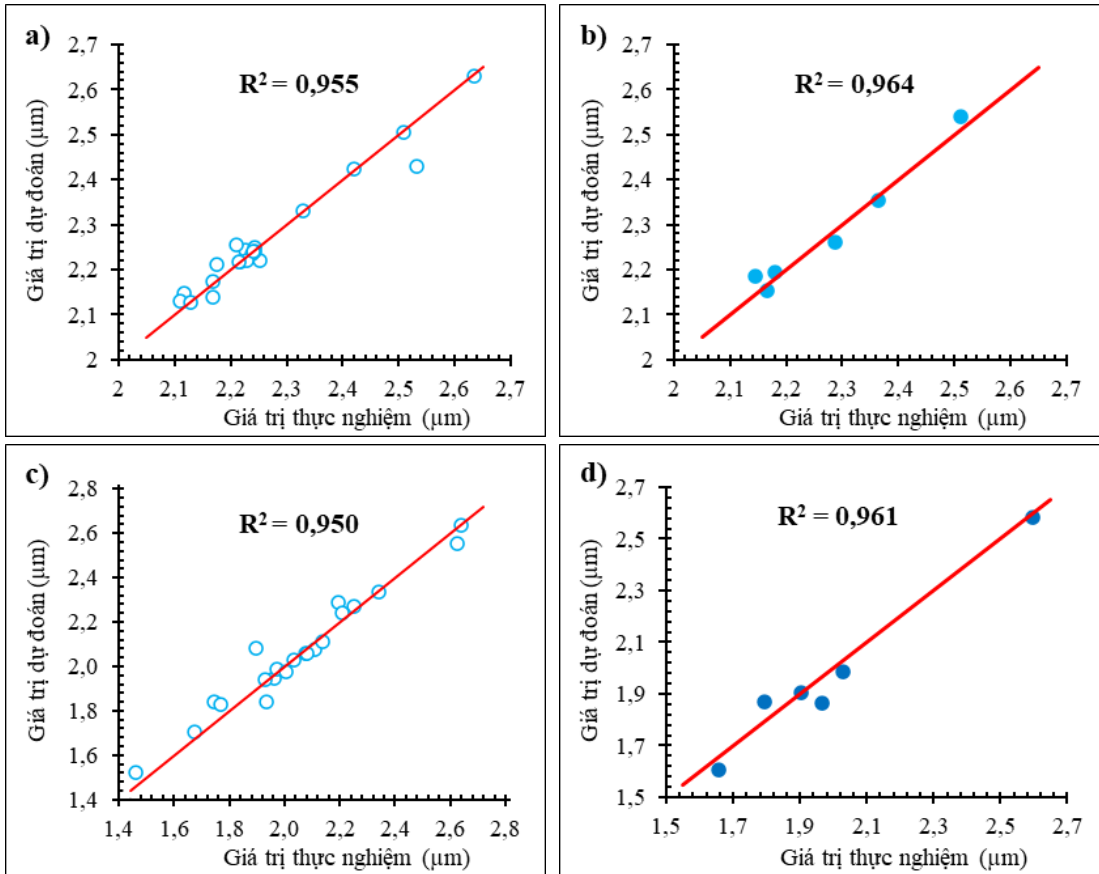 a)
R² = 0,955
Giá trị dự đoán (µm)
2,7
2,6
2,5
2,4
2,3
2,2
2,1
2
2 2,1 2,2 2,3 2,4 2,5 2,6 2,7
Giá trị thực nghiệm (µm)
b)
R² = 0,964
Giá trị dự đoán (µm)
2,7
2,6
2,5
2,4
2,3
2,2
2,1
2
2 2,1 2,2 2,3 2,4 2,5 2,6 2,7
Giá trị thực nghiệm (µm)
c)
R² = 0,950
Giá trị dự đoán (µm)
2,8
2,6
2,4
2,2
2,0
1,8
1,6
1,4
1,4 1,6 1,8 2,0 2,2 2,4 2,6 2,8
Giá trị thực nghiệm (µm)
d)
R² = 0,961
Giá trị dự đoán (µm)
2,7
2,5
2,3
2,1
1,9
1,7
1,5
1,5 1,7 1,9 2,1 2,3 2,5 2,7
Giá trị thực nghiệm (µm)